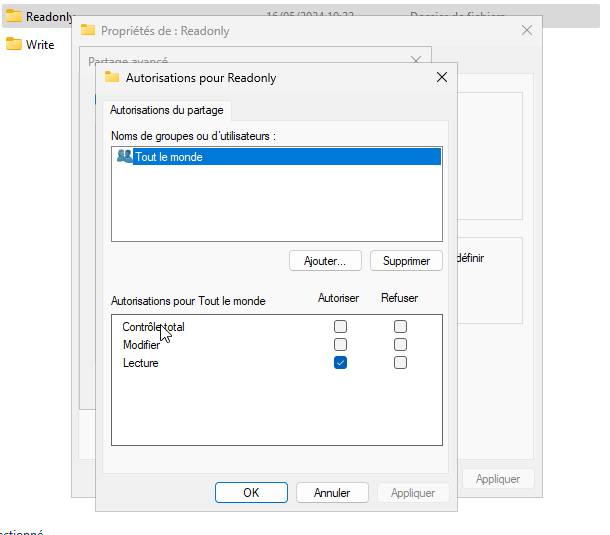 Readonly
16/05/2024 10:23
Dossier de fichiers
Write
Propriétés de : Readonly
Partage avancé
Autorisations pour Readonly
Autorisations du partage
Noms de groupes ou d'utilisateurs :
Tout le monde
Ajouter...
Supprimer
définir
Autorisations pour Tout le monde
Autoriser
Refuser
Contrôle total
Modifier
Lecture
OK
Annuler
Appliquer
Appliquer